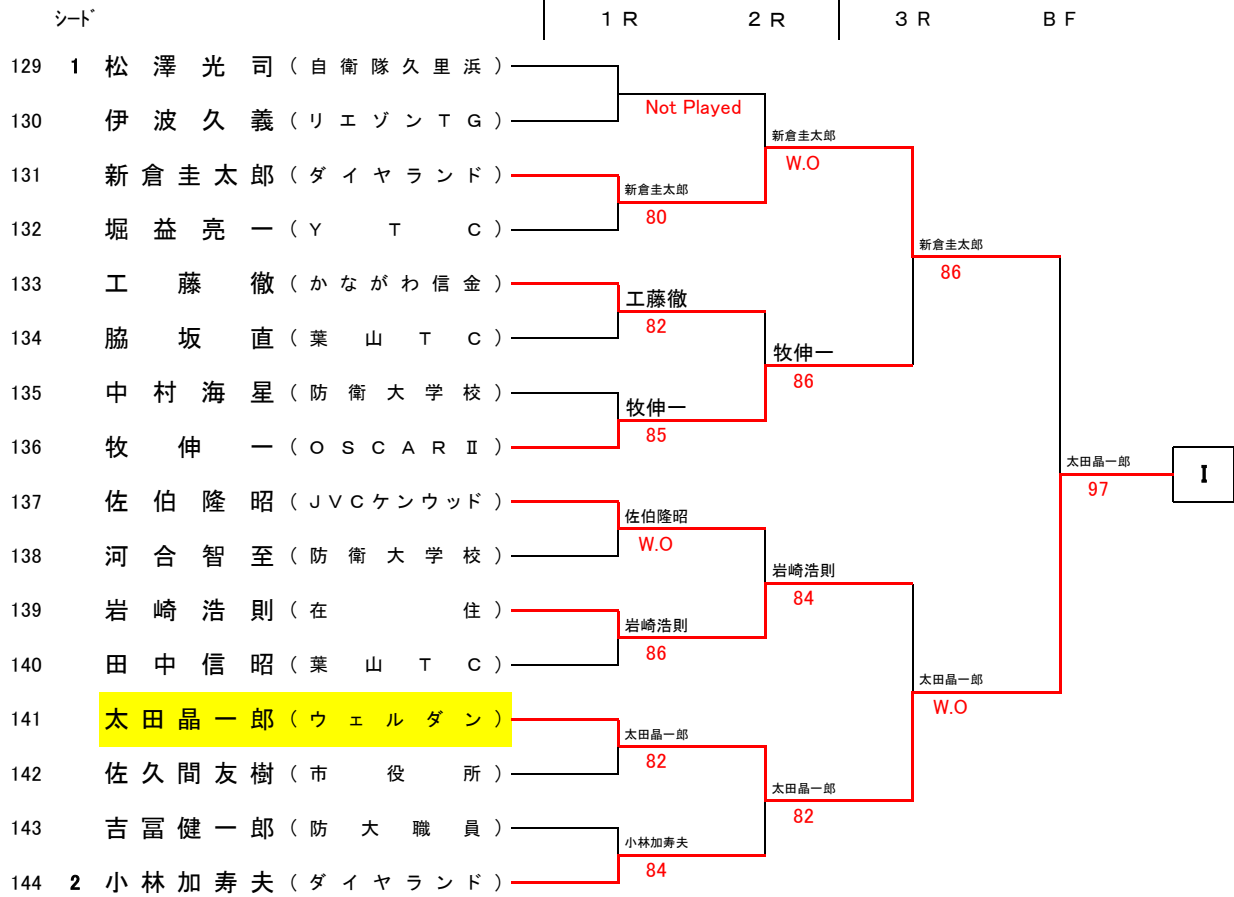 シード 1R 2R 3R BF
129 1 松澤光司(自衛隊久里浜)
Not Played
130 伊波久義(リエゾンTG)
新倉圭太郎
W.O
131 新倉圭太郎(ダイヤランド)
新倉圭太郎
80
132 堀益亮一(YTC)
新倉圭太郎
86
133 工藤徹(かながわ信金)
工藤徹
82
134 脇坂直(葉山TC)
牧伸一
86
135 中村海星(防衛大学校)
牧伸一
85
136 牧伸一(OSCARⅡ)
太田晶一郎
97
I
137 佐伯隆昭(JVCケンウッド)
佐伯隆昭
W.O
138 河合智至(防衛大学校)
岩崎浩則
84
139 岩崎浩則(在住)
岩崎浩則
86
140 田中信昭(葉山TC)
太田晶一郎
W.O
141 太田晶一郎(ウェルダン)
太田晶一郎
82
142 佐久間友樹(市役所)
太田晶一郎
82
143 吉冨健一郎(防大職員)
小林加寿夫
84
144 2 小林加寿夫(ダイヤランド)